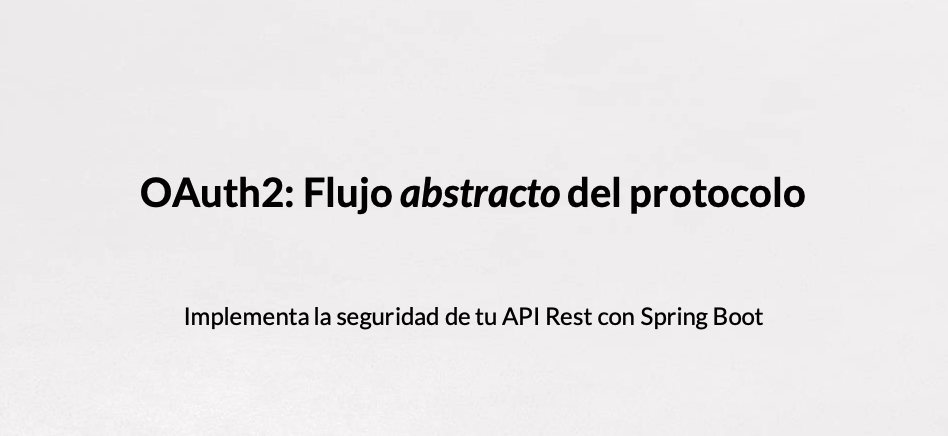 OAuth2: Flujo abstracto del protocolo
Implementa la seguridad de tu API Rest con Spring Boot